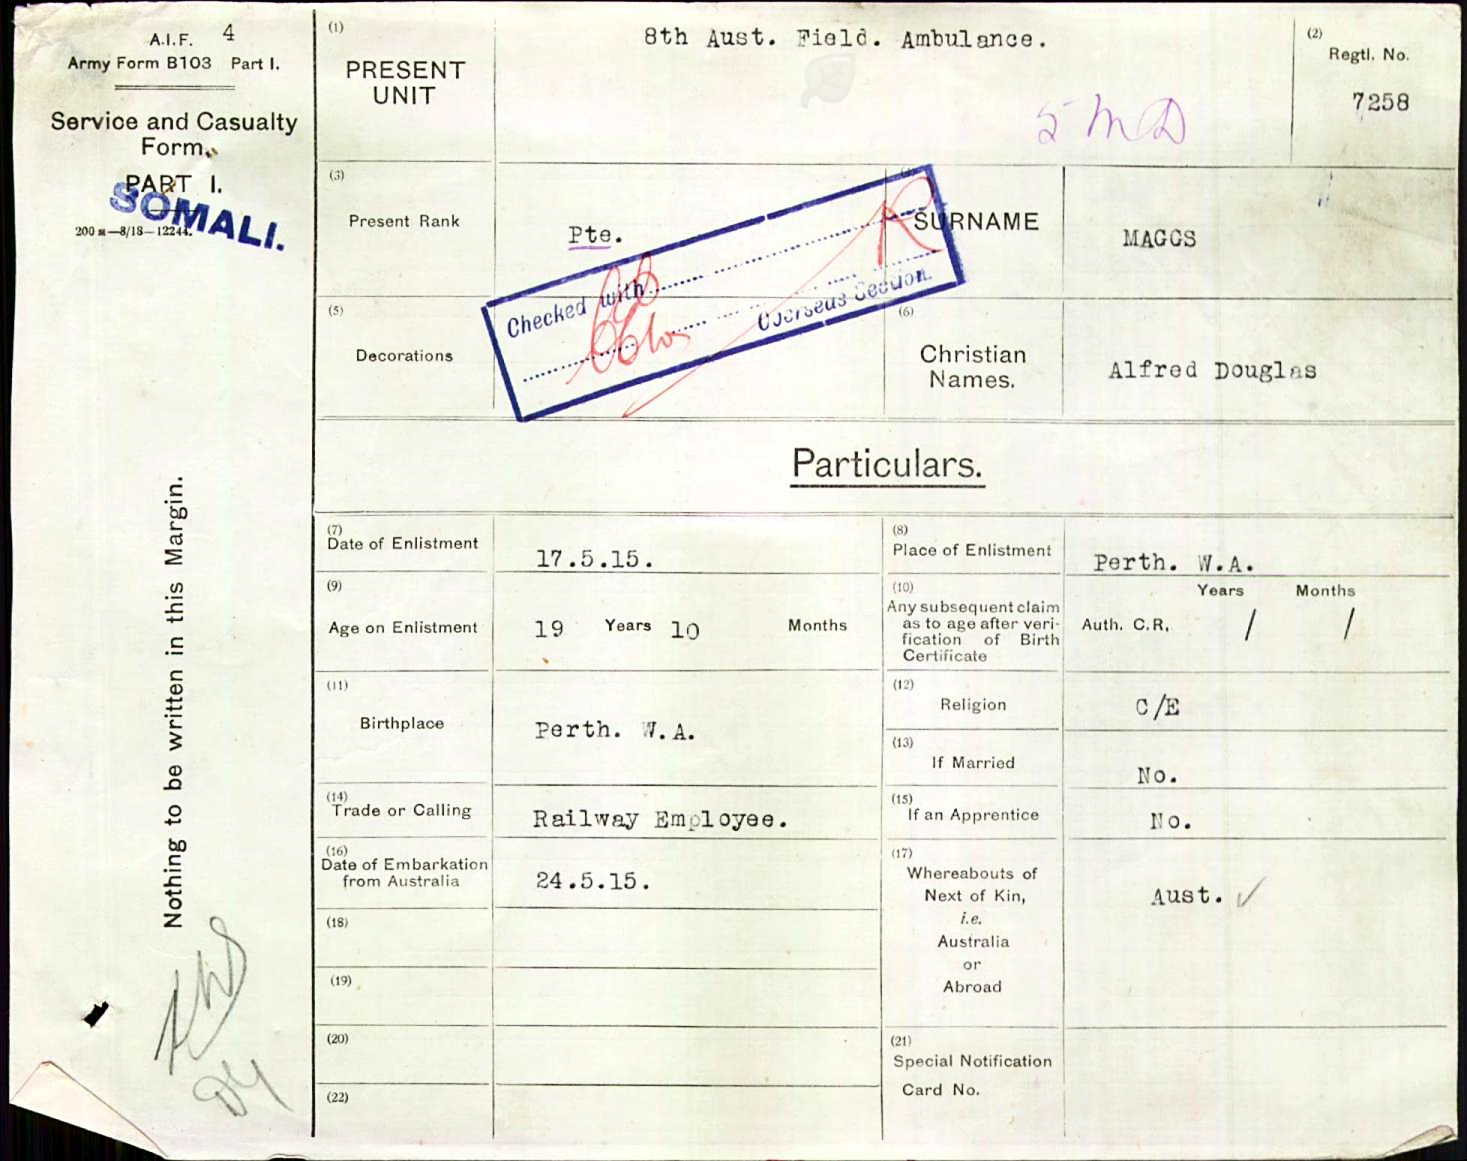 A.I.F. 4
Army Form B103 Part I.
Service and Casualty
Form.
PART I.
SOMALI.
200 M—8/18—12244.
Nothing to be written in this Margin.
(1)
PRESENT
UNIT
8th Aust. Field. Ambulance.
5 MD
(2)
Regtl. No.
7258
(3)
Present Rank
Pte.
SURNAME
MAGGS
Checked with
Overseas Section.
(5)
Decorations
(6)
Christian
Names.
Alfred Douglas
Particulars.
(7)
Date of Enlistment
17.5.15.
(8)
Place of Enlistment
Perth. W.A.
(9)
Age on Enlistment
19 Years 10 Months
(10)
Any subsequent claim
as to age after veri-
fication of Birth
Certificate
Years Months
Auth. C.R. / /
(11)
Birthplace
Perth. W.A.
(12)
Religion
C/E
(13)
If Married
No.
(14)
Trade or Calling
Railway Employee.
(15)
If an Apprentice
No.
(16)
Date of Embarkation
from Australia
24.5.15.
(17)
Whereabouts of
Next of Kin,
i.e.
Australia
or
Abroad
Aust. ✓
(18)
(19)
(20)
(21)
Special Notification
Card No.
(22)